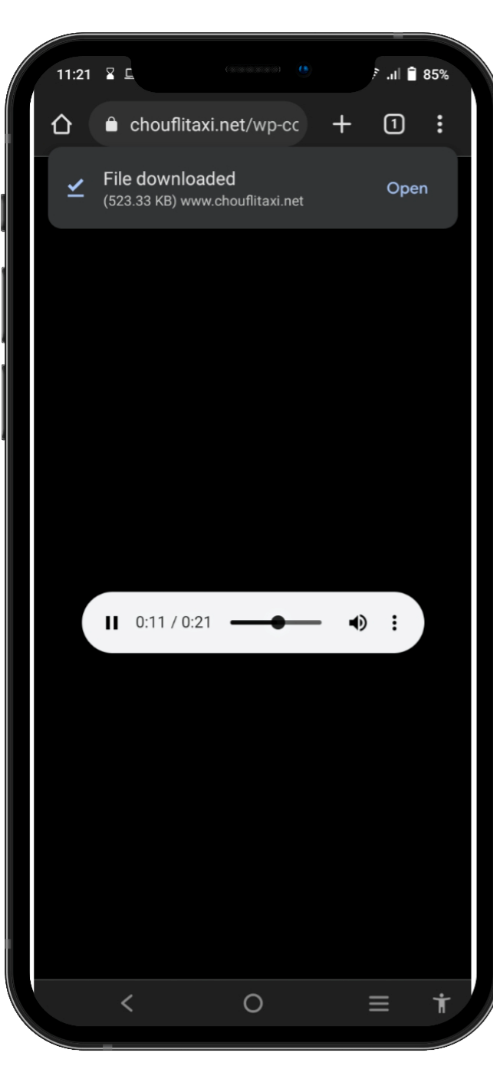 11:21
85%
chouflitaxi.net/wp-cc
1
File downloaded
Open
(523.33 KB) www.chouflitaxi.net
0:11 / 0:21